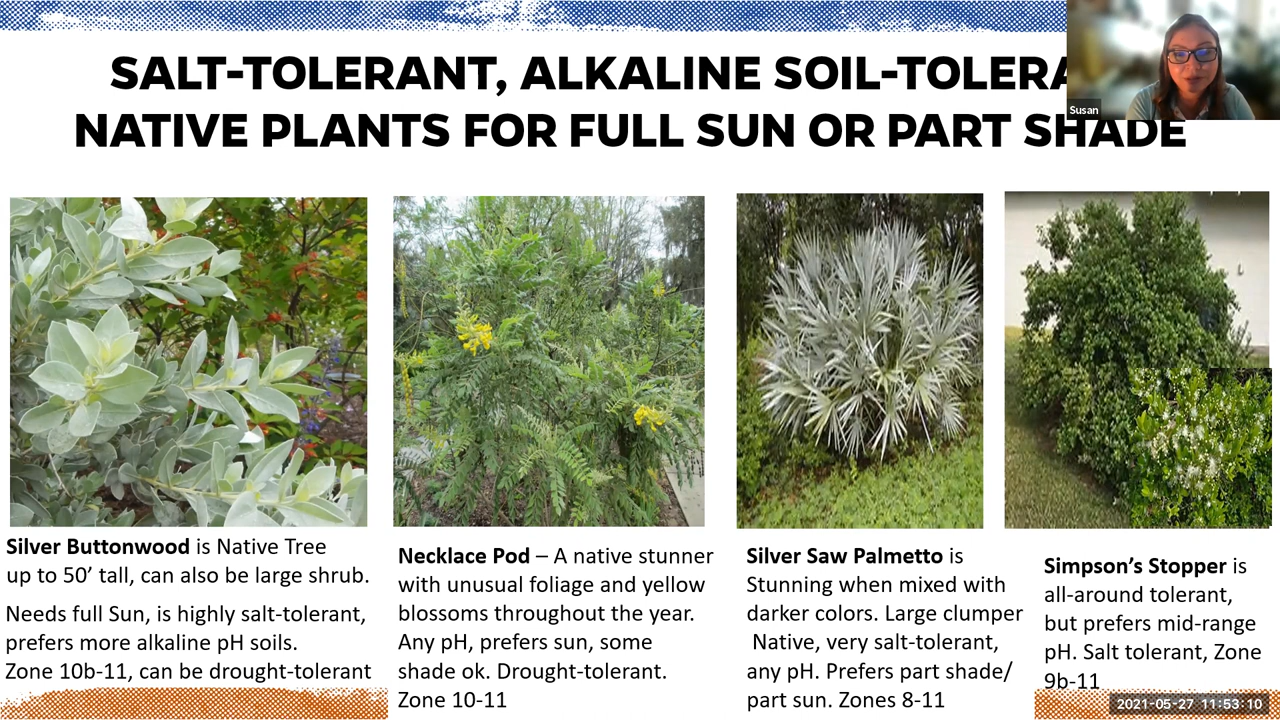 SALT-TOLERANT, ALKALINE SOIL-TOLERA
NATIVE PLANTS FOR FULL SUN OR PART SHADE
Susan
Silver Buttonwood is Native Tree
up to 50’ tall, can also be large shrub.
Needs full Sun, is highly salt-tolerant,
prefers more alkaline pH soils.
Zone 10b-11, can be drought-tolerant
Necklace Pod – A native stunner
with unusual foliage and yellow
blossoms throughout the year.
Any pH, prefers sun, some
shade ok. Drought-tolerant.
Zone 10-11
Silver Saw Palmetto is
Stunning when mixed with
darker colors. Large clumper
Native, very salt-tolerant,
any pH. Prefers part shade/
part sun. Zones 8-11
Simpson’s Stopper is
all-around tolerant,
but prefers mid-range
pH. Salt tolerant, Zone
9b-11
2021-05-27 11:53:10